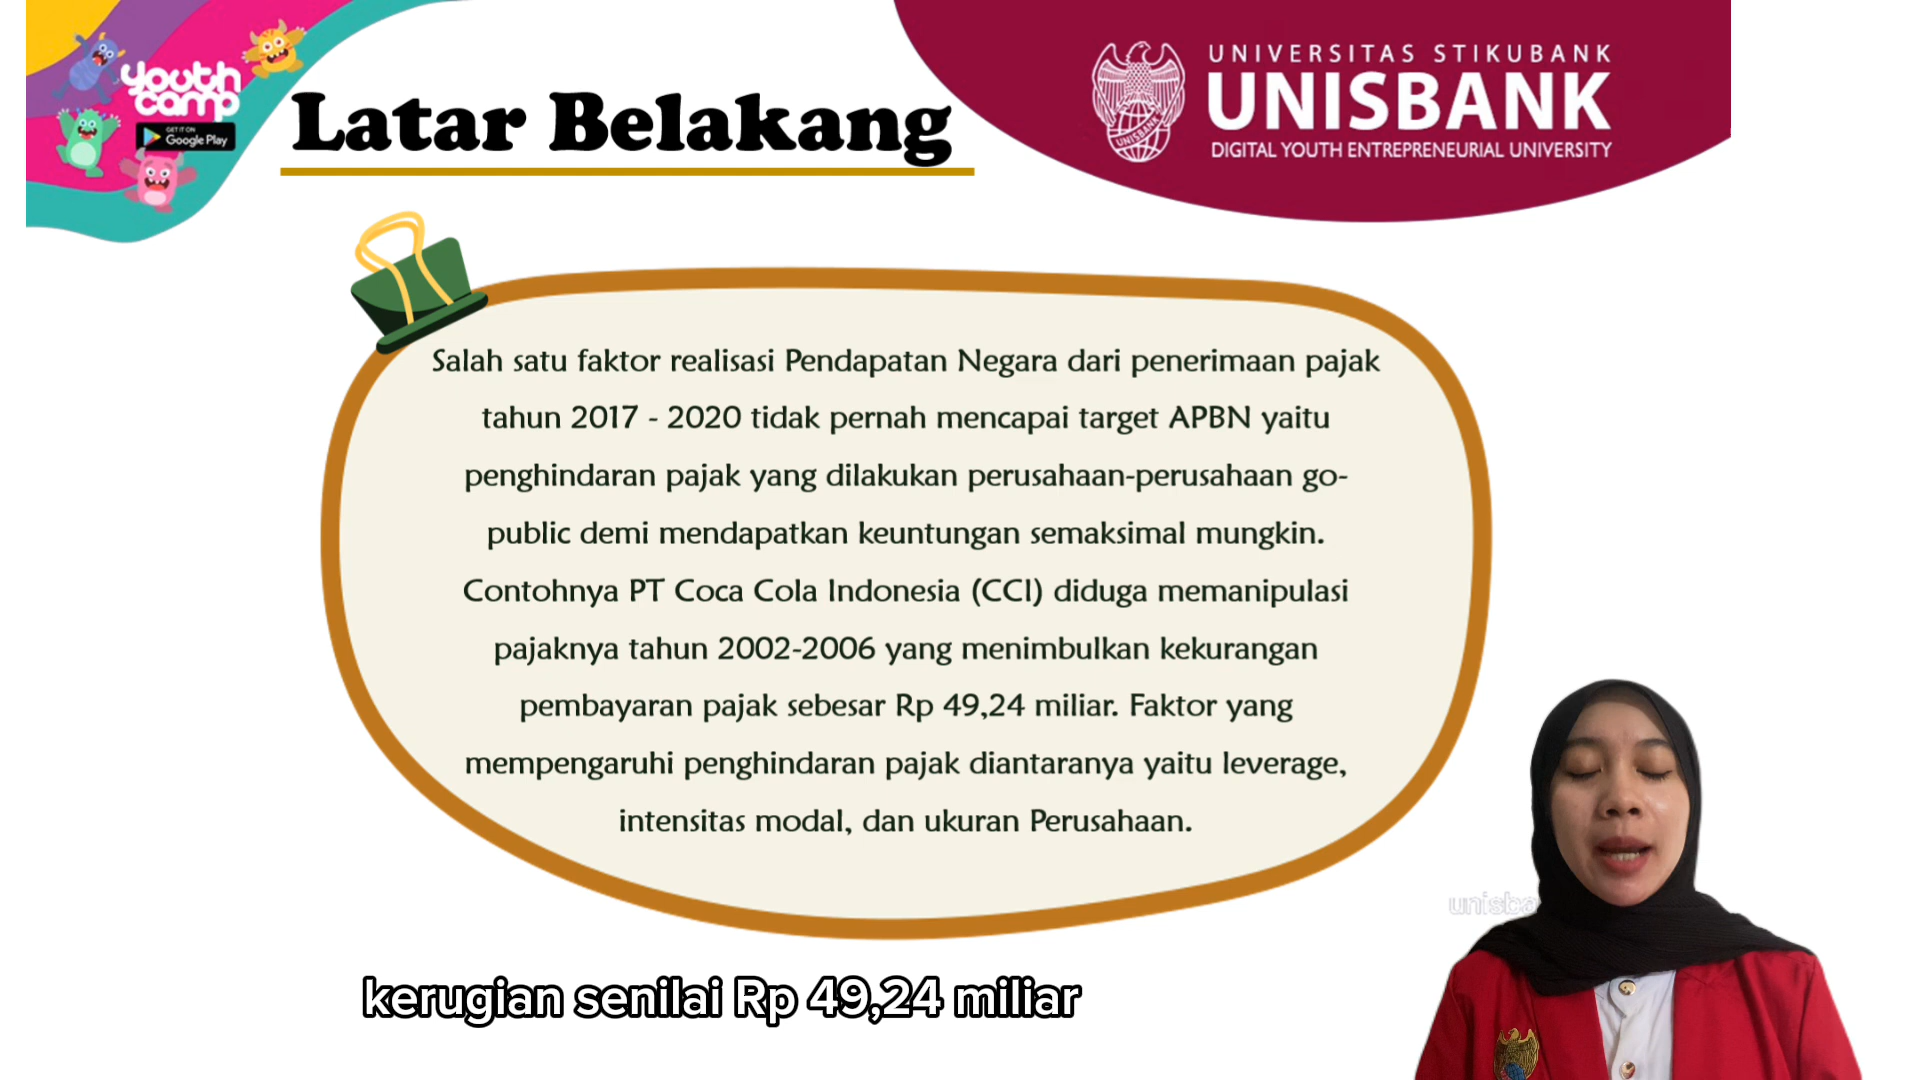 youth
camp
GET IT ON
Google Play
Latar Belakang
UNIVERSITAS STIKUBANK
UNISBANK
DIGITAL YOUTH ENTREPRENEURIAL UNIVERSITY
UNISBANK
Salah satu faktor realisasi Pendapatan Negara dari penerimaan pajak
tahun 2017 - 2020 tidak pernah mencapai target APBN yaitu
penghindaran pajak yang dilakukan perusahaan-perusahaan go-
public demi mendapatkan keuntungan semaksimal mungkin.
Contohnya PT Coca Cola Indonesia (CCI) diduga memanipulasi
pajaknya tahun 2002-2006 yang menimbulkan kekurangan
pembayaran pajak sebesar Rp 49,24 miliar. Faktor yang
mempengaruhi penghindaran pajak diantaranya yaitu leverage,
intensitas modal, dan ukuran Perusahaan.
unisba
kerugian senilai Rp 49,24 miliar